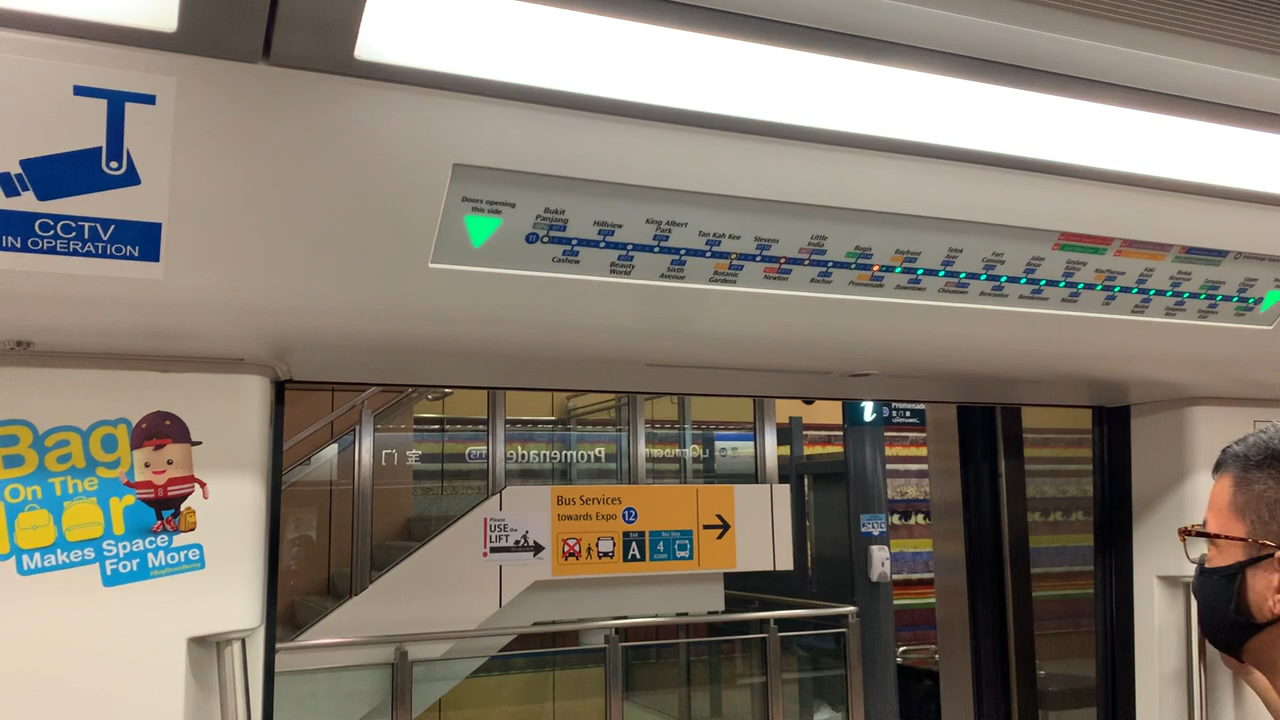 CCTV
IN OPERATION
Doors opening
this side
Bukit
Panjang
Cashew
Hillview
Beauty
World
King Albert
Park
Sixth
Avenue
Tan Kah Kee
Botanic
Gardens
Stevens
Newton
Little
India
Rochor
Bugis
Promenade
Bayfront
Downtown
Telok
Ayer
Chinatown
Fort
Canning
Bencoolen
Jalan
Besar
Bendemeer
Geylang
Bahru
Mattar
MacPherson
Ubi
Kaki
Bukit
Bedok
North
Bedok
Reservoir
Tampines
West
Tampines
Tampines
East
Upper
Changi
Expo
Bag
On The
Makes Space
For More
宝门
Promenade
i
Promenade
Please
USE the
LIFT
Bus Services
towards Expo 12
Exit
A
Bus Stop
4